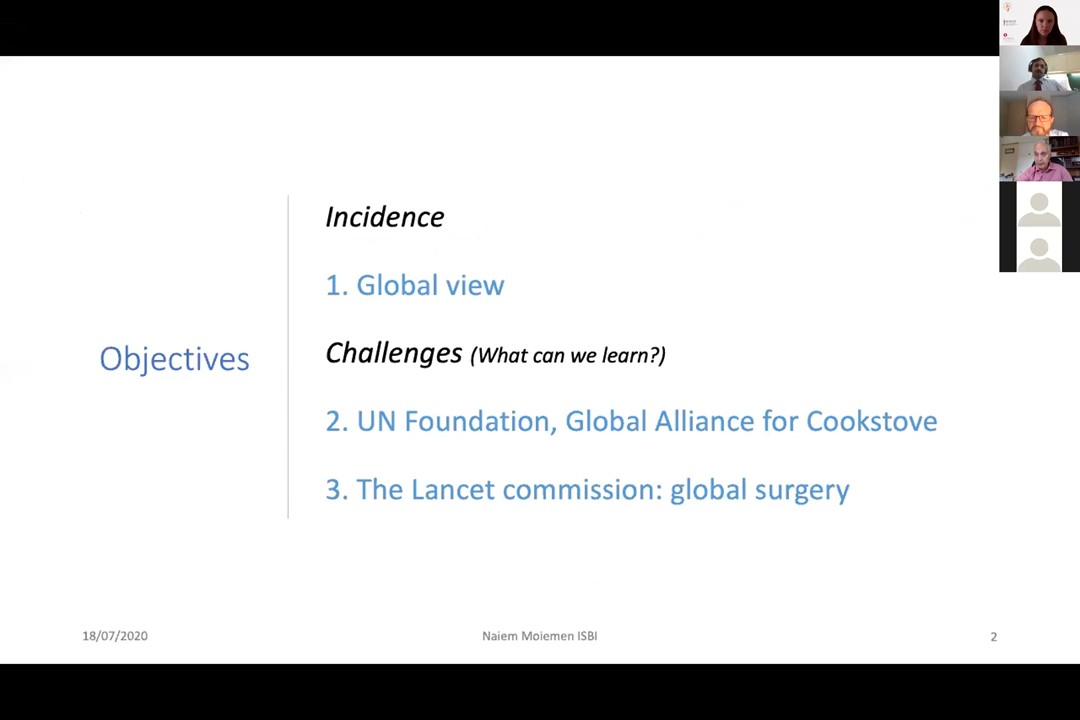 Objectives
Incidence
1. Global view
Challenges (What can we learn?)
2. UN Foundation, Global Alliance for Cookstove
3. The Lancet commission: global surgery
18/07/2020
Naiem Moiemen ISBI
2